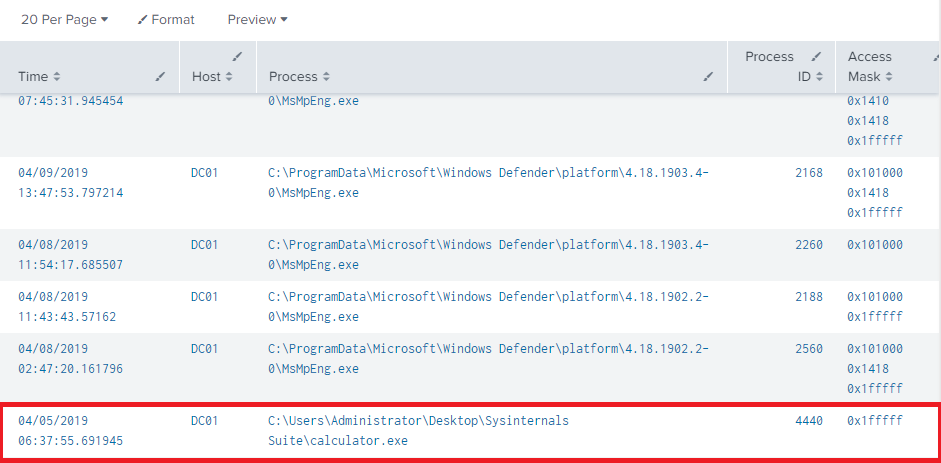 20 Per Page Format Preview
Process Access
Time Host Process ID Mask
07:45:31.945454 0\MsMpEng.exe 0x1410
0x1418
0x1fffff
04/09/2019 DC01 C:\ProgramData\Microsoft\Windows Defender\platform\4.18.1903.4- 2168 0x101000
13:47:53.797214 0\MsMpEng.exe 0x1418
0x1fffff
04/08/2019 DC01 C:\ProgramData\Microsoft\Windows Defender\platform\4.18.1903.4- 2260 0x101000
11:54:17.685507 0\MsMpEng.exe
04/08/2019 DC01 C:\ProgramData\Microsoft\Windows Defender\platform\4.18.1902.2- 2188 0x101000
11:43:43.57162 0\MsMpEng.exe 0x1fffff
04/08/2019 DC01 C:\ProgramData\Microsoft\Windows Defender\platform\4.18.1902.2- 2560 0x101000
02:47:20.161796 0\MsMpEng.exe 0x1418
0x1fffff
04/05/2019 DC01 C:\Users\Administrator\Desktop\Sysinternals 4440 0x1fffff
06:37:55.691945 Suite\calculator.exe